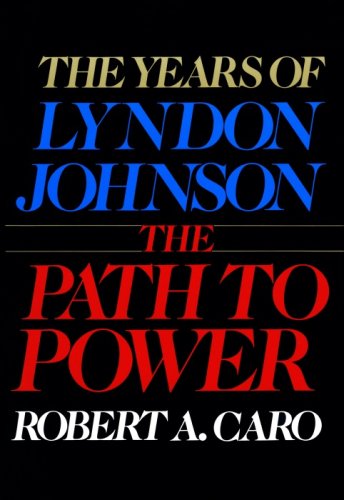 THE YEARS OF
LYNDON
JOHNSON
THE
PATH TO
POWER
ROBERT A. CARO